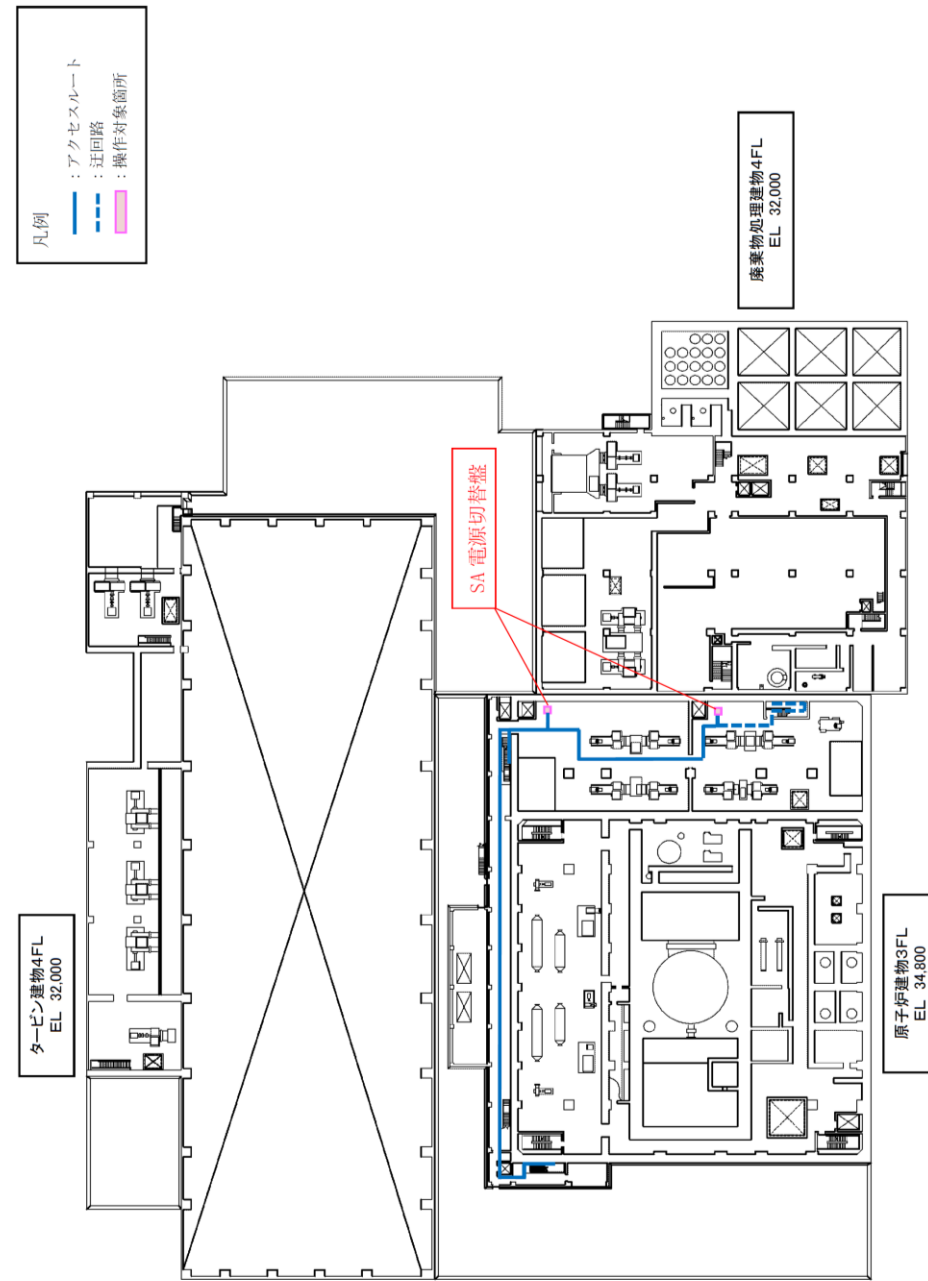 凡例
：アクセスルート
：迂回路
：操作対象箇所
タービン建物4FL
EL 32,000
SA 電源切替盤
廃棄物処理建物4FL
EL 32,000
原子炉建物3FL
EL 34,800